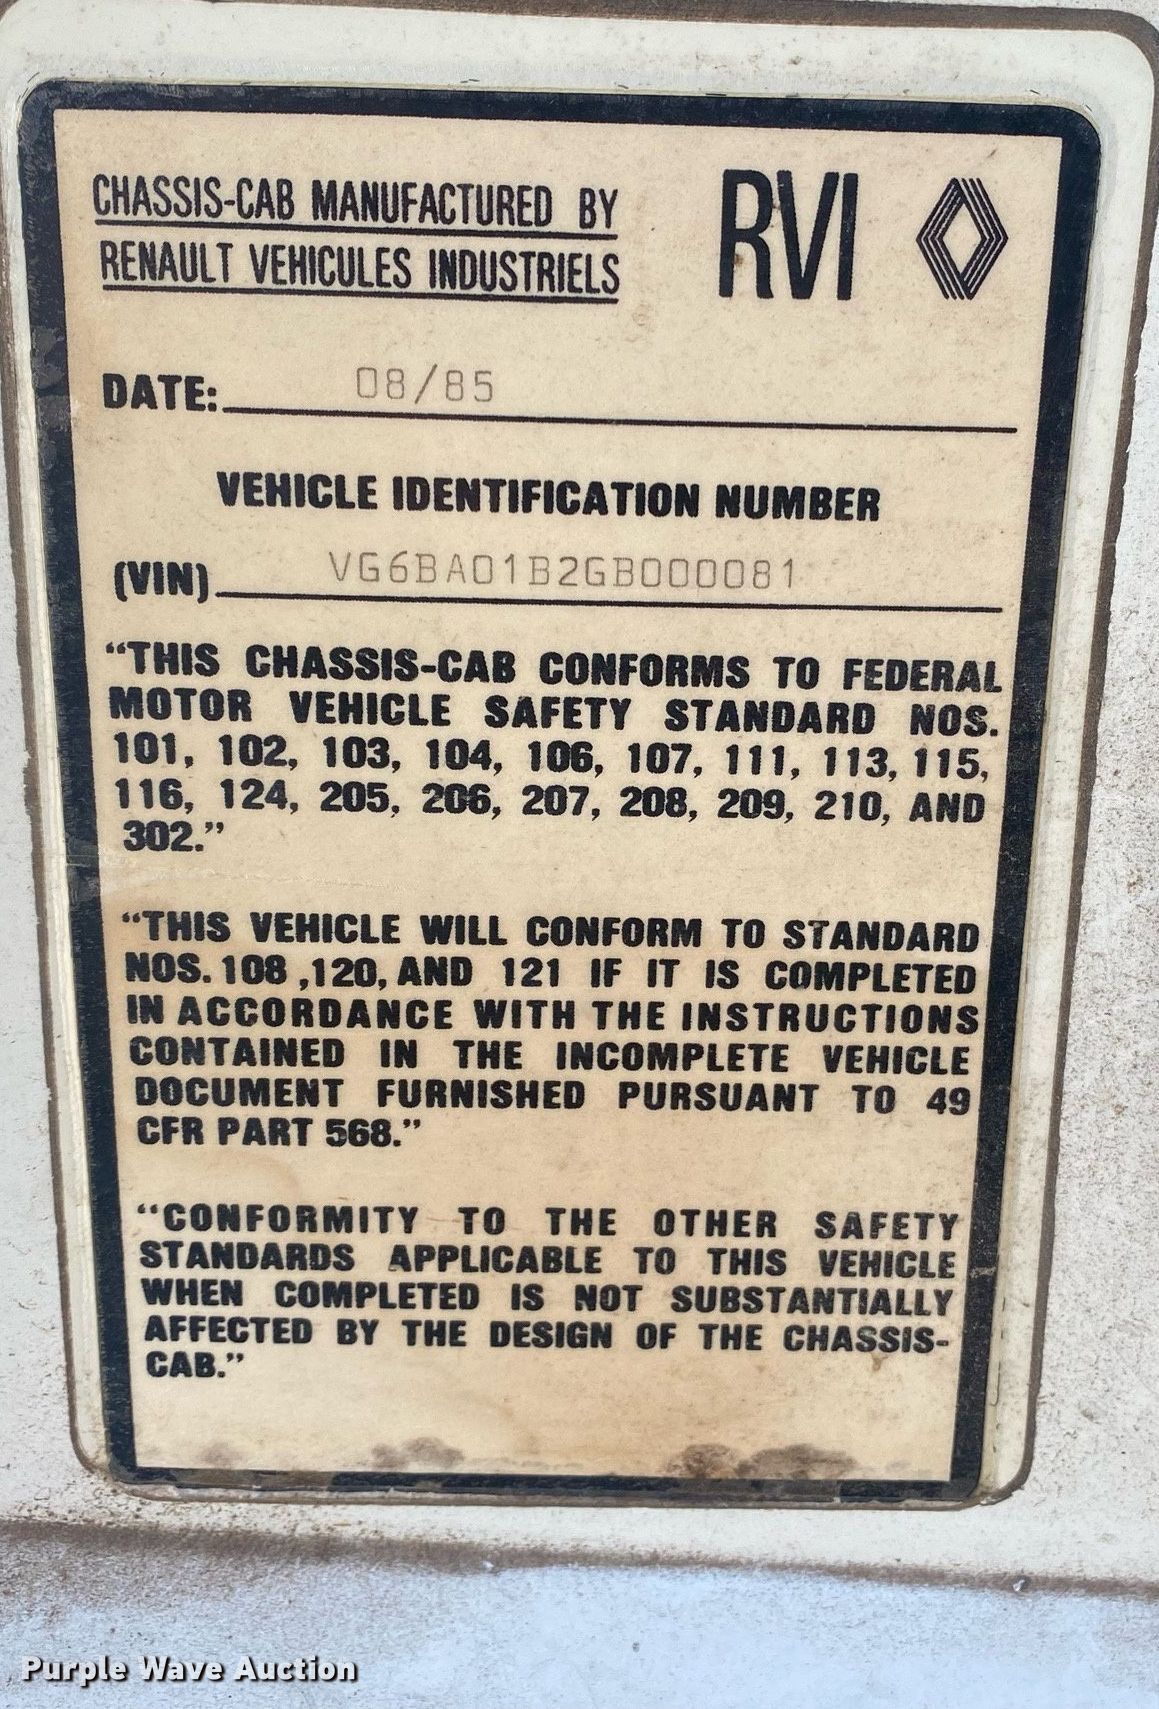 CHASSIS-CAB MANUFACTURED BY
RENAULT VEHICULES INDUSTRIELS
RVI
DATE: 08/85
VEHICLE IDENTIFICATION NUMBER
(VIN) VG6BA01B2GB000081
“THIS CHASSIS-CAB CONFORMS TO FEDERAL
MOTOR VEHICLE SAFETY STANDARD NOS.
101, 102, 103, 104, 106, 107, 111, 113, 115,
116, 124, 205, 206, 207, 208, 209, 210, AND
302.”
“THIS VEHICLE WILL CONFORM TO STANDARD
NOS. 108 ,120, AND 121 IF IT IS COMPLETED
IN ACCORDANCE WITH THE INSTRUCTIONS
CONTAINED IN THE INCOMPLETE VEHICLE
DOCUMENT FURNISHED PURSUANT TO 49
CFR PART 568.”
“CONFORMITY TO THE OTHER SAFETY
STANDARDS APPLICABLE TO THIS VEHICLE
WHEN COMPLETED IS NOT SUBSTANTIALLY
AFFECTED BY THE DESIGN OF THE CHASSIS-
CAB.”
Purple Wave Auction